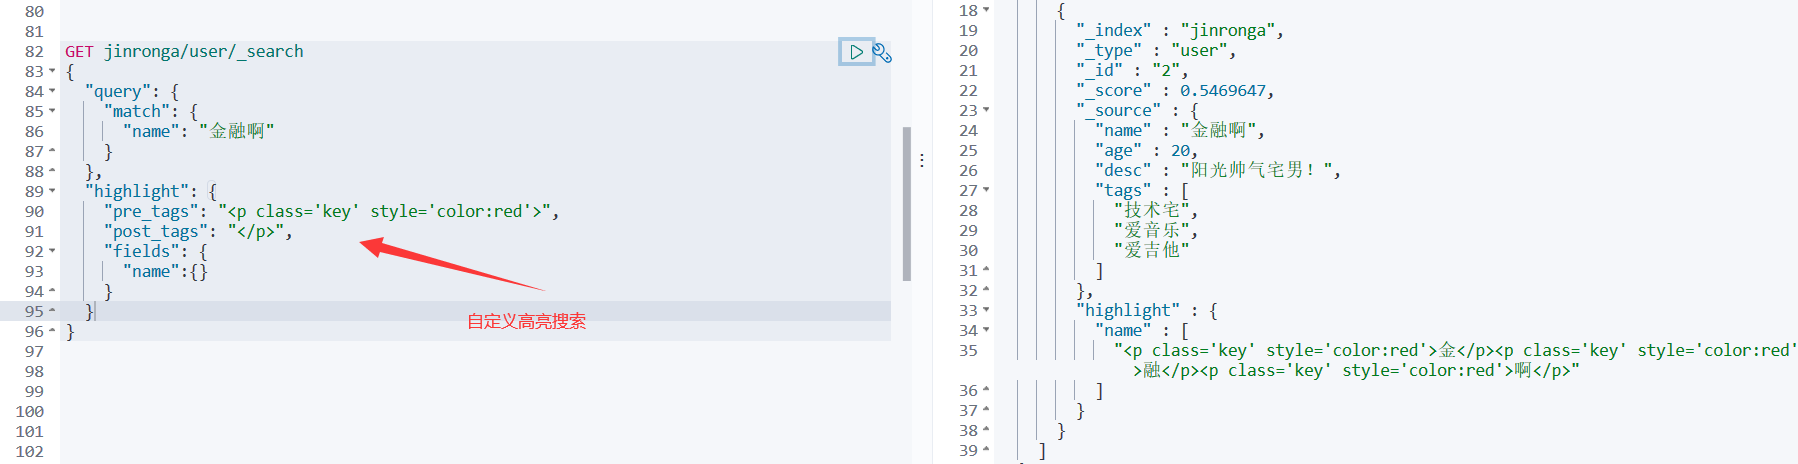 80
81
82 GET jinronga/user/_search
83 {
84 "query": {
85 "match": {
86 "name": "金融啊"
87 }
88 },
89 "highlight": {
90 "pre_tags": "<p class='key' style='color:red'>",
91 "post_tags": "</p>",
92 "fields": {
93 "name":{}
94 }
95 }
96 }
97
98
99
100
101
102
自定义高亮搜索
18 {
19 "_index" : "jinronga",
20 "_type" : "user",
21 "_id" : "2",
22 "_score" : 0.5469647,
23 "_source" : {
24 "name" : "金融啊",
25 "age" : 20,
26 "desc" : "阳光帅气宅男！",
27 "tags" : [
28 "技术宅",
29 "爱音乐",
30 "爱吉他"
31 ]
32 },
33 "highlight" : {
34 "name" : [
35 "<p class='key' style='color:red'>金</p><p class='key' style='color:red'
>融</p><p class='key' style='color:red'>啊</p>"
36 ]
37 }
38 }
39 ]